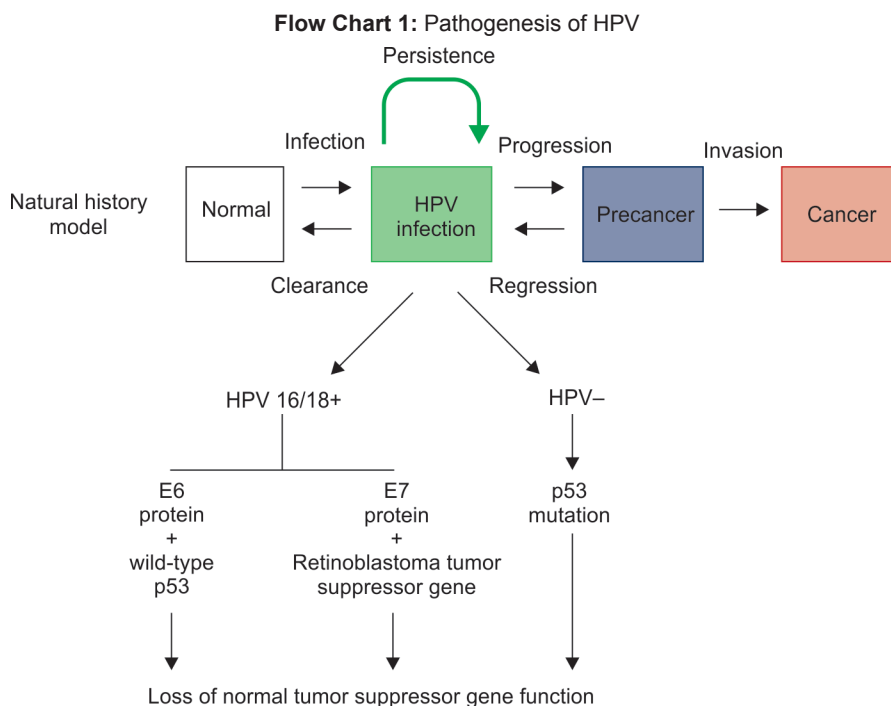 Flow Chart 1: Pathogenesis of HPV
Persistence
Infection
Progression
Invasion
Natural history
model
Normal
HPV
infection
Precancer
Cancer
Clearance
Regression
HPV 16/18+
HPV–
E6
protein
+
wild-type
p53
E7
protein
+
Retinoblastoma tumor
suppressor gene
p53
mutation
Loss of normal tumor suppressor gene function